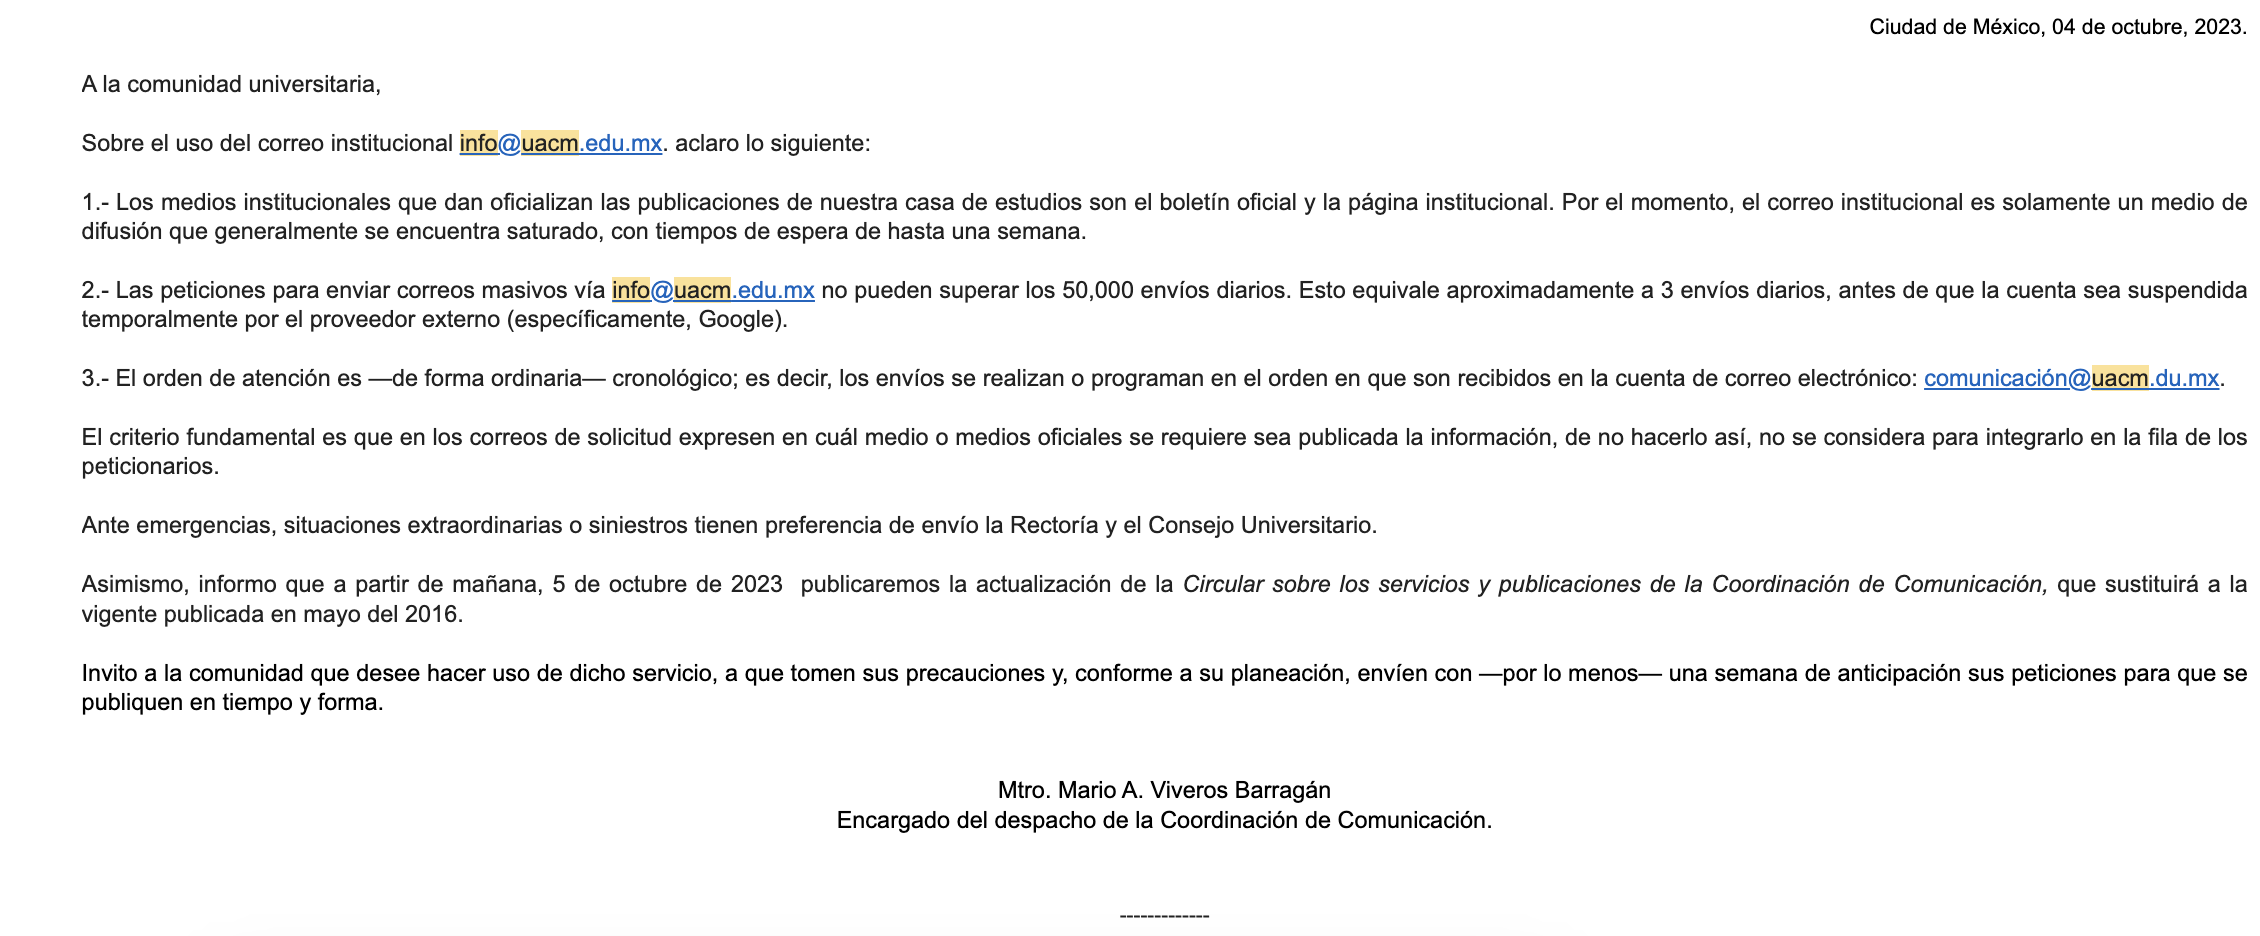 Ciudad de México, 04 de octubre, 2023.
A la comunidad universitaria,
Sobre el uso del correo institucional info@uacm.edu.mx. aclaro lo siguiente:
1.- Los medios institucionales que dan oficializan las publicaciones de nuestra casa de estudios son el boletín oficial y la página institucional. Por el momento, el correo institucional es solamente un medio de
difusión que generalmente se encuentra saturado, con tiempos de espera de hasta una semana.
2.- Las peticiones para enviar correos masivos vía info@uacm.edu.mx no pueden superar los 50,000 envíos diarios. Esto equivale aproximadamente a 3 envíos diarios, antes de que la cuenta sea suspendida
temporalmente por el proveedor externo (específicamente, Google).
3.- El orden de atención es —de forma ordinaria— cronológico; es decir, los envíos se realizan o programan en el orden en que son recibidos en la cuenta de correo electrónico: comunicación@uacm.du.mx.
El criterio fundamental es que en los correos de solicitud expresen en cuál medio o medios oficiales se requiere sea publicada la información, de no hacerlo así, no se considera para integrarlo en la fila de los
peticionarios.
Ante emergencias, situaciones extraordinarias o siniestros tienen preferencia de envío la Rectoría y el Consejo Universitario.
Asimismo, informo que a partir de mañana, 5 de octubre de 2023  publicaremos la actualización de la Circular sobre los servicios y publicaciones de la Coordinación de Comunicación, que sustituirá a la
vigente publicada en mayo del 2016.
Invito a la comunidad que desee hacer uso de dicho servicio, a que tomen sus precauciones y, conforme a su planeación, envíen con —por lo menos— una semana de anticipación sus peticiones para que se
publiquen en tiempo y forma.
Mtro. Mario A. Viveros Barragán
Encargado del despacho de la Coordinación de Comunicación.
-------------